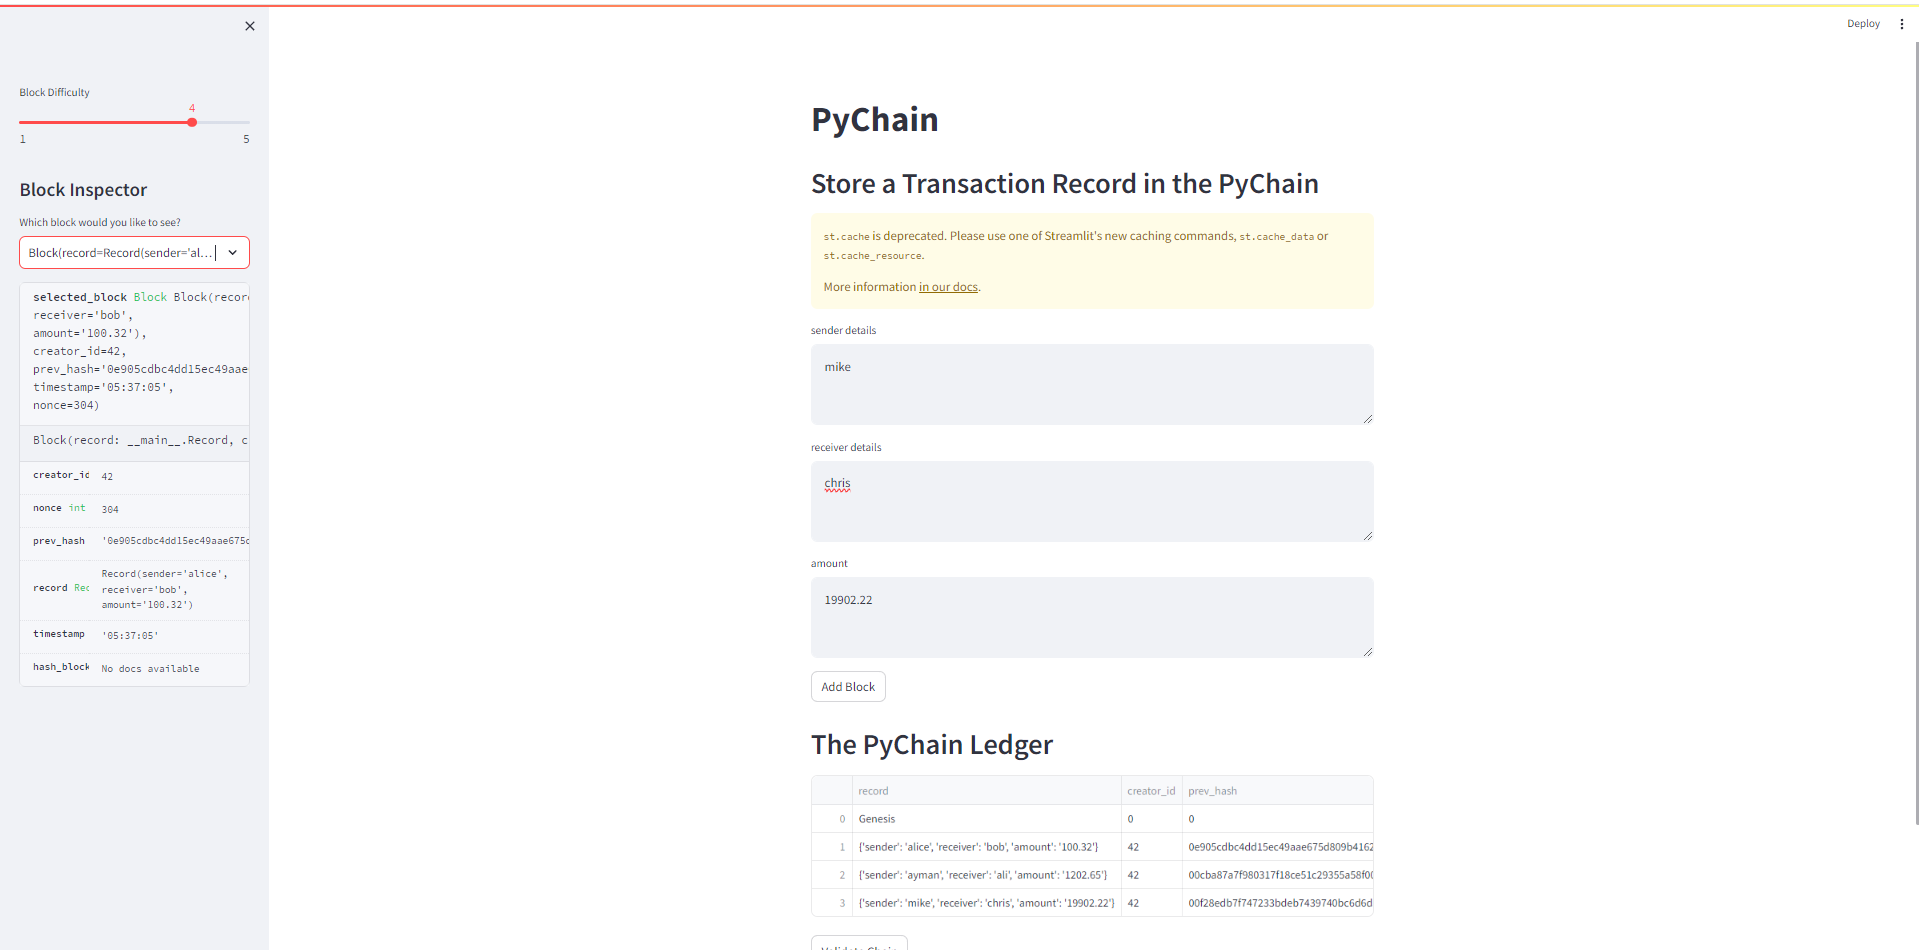 Deploy
Block Difficulty
4
1 5
Block Inspector
Which block would you like to see?
Block(record=Record(sender='al...
selected_block Block Block(recor
receiver='bob',
amount='100.32'),
creator_id=42,
prev_hash='0e905cdbc4dd15ec49aae
timestamp='05:37:05',
nonce=304)
Block(record: __main__.Record, c
creator_id 42
nonce int 304
prev_hash '0e905cdbc4dd15ec49aae675c
record Rec Record(sender='alice',
receiver='bob',
amount='100.32')
timestamp '05:37:05'
hash_block No docs available
PyChain
Store a Transaction Record in the PyChain
st.cache is deprecated. Please use one of Streamlit's new caching commands, st.cache_data or
st.cache_resource.
More information in our docs.
sender details
mike
receiver details
chris
amount
19902.22
Add Block
The PyChain Ledger
record creator_id prev_hash
0 Genesis 0 0
1 {'sender': 'alice', 'receiver': 'bob', 'amount': '100.32'} 42 0e905cdbc4dd15ec49aae675d809b4162
2 {'sender': 'ayman', 'receiver': 'ali', 'amount': '1202.65'} 42 00cba87a7f980317f18ce51c29355a58f00
3 {'sender': 'mike', 'receiver': 'chris', 'amount': '19902.22'} 42 00f28edb7f747233bdeb7439740bc6d6d